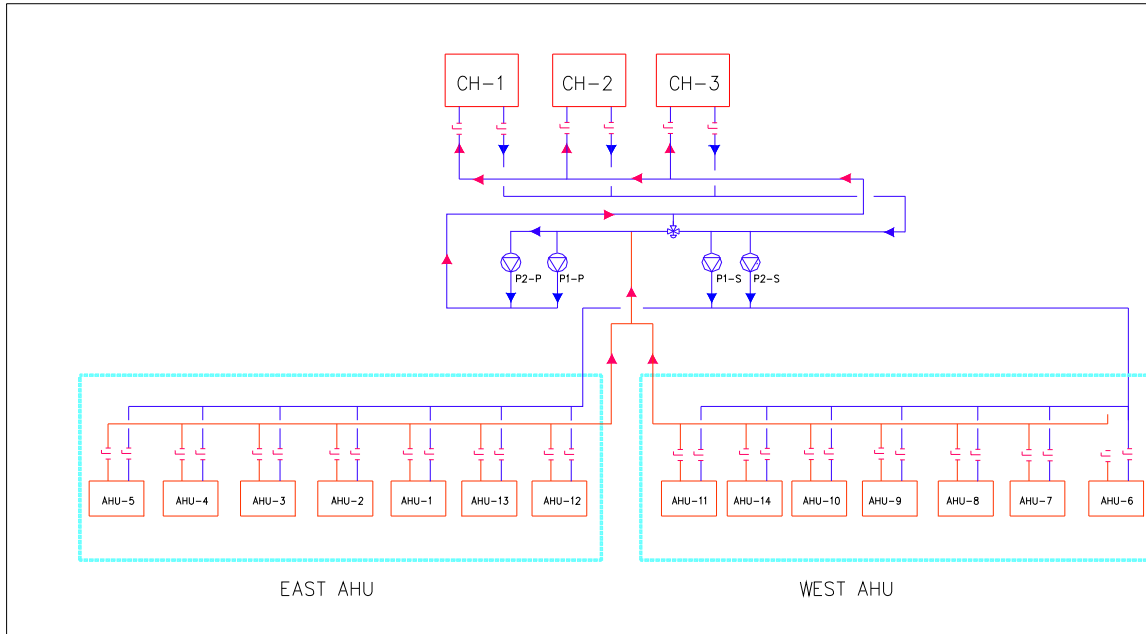 CH-1 CH-2 CH-3
P2-P P1-P P1-S P2-S
AHU-5 AHU-4 AHU-3 AHU-2 AHU-1 AHU-13 AHU-12 AHU-11 AHU-14 AHU-10 AHU-9 AHU-8 AHU-7 AHU-6
EAST AHU WEST AHU